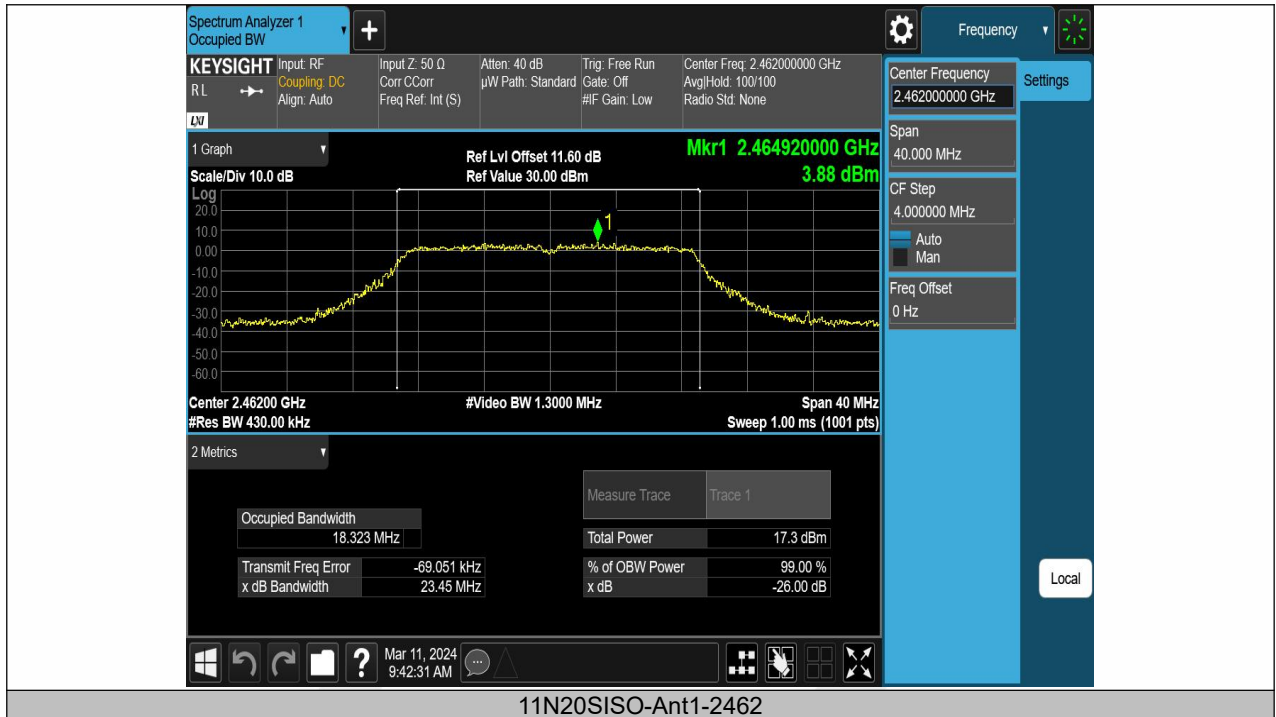 Spectrum Analyzer 1
Occupied BW
+
Frequency
KEYSIGHT
RL
LXI
Input: RF
Coupling: DC
Align: Auto
Input Z: 50 Ω
Corr CCorr
Freq Ref: Int (S)
Atten: 40 dB
µW Path: Standard
Trig: Free Run
Gate: Off
#IF Gain: Low
Center Freq: 2.462000000 GHz
Avg|Hold: 100/100
Radio Std: None
Center Frequency
2.462000000 GHz
Settings
Span
40.000 MHz
CF Step
4.000000 MHz
Auto
Man
Freq Offset
0 Hz
Local
1 Graph
Ref Lvl Offset 11.60 dB
Mkr1 2.464920000 GHz
Scale/Div 10.0 dB
Ref Value 30.00 dBm
3.88 dBm
Log
20.0
10.0
0.00
-10.0
-20.0
-30.0
-40.0
-50.0
-60.0
1
Center 2.46200 GHz
#Video BW 1.3000 MHz
Span 40 MHz
#Res BW 430.00 kHz
Sweep 1.00 ms (1001 pts)
2 Metrics
Measure Trace
Trace 1
Occupied Bandwidth
18.323 MHz
Total Power
17.3 dBm
Transmit Freq Error
-69.051 kHz
% of OBW Power
99.00 %
x dB Bandwidth
23.45 MHz
x dB
-26.00 dB
?
Mar 11, 2024
9:42:31 AM
11N20SISO-Ant1-2462